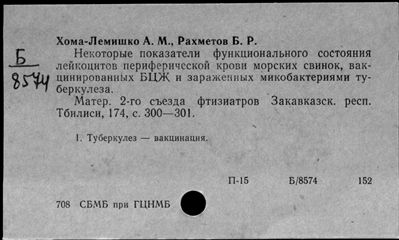 Хома-Лемишко А. М., Рахметов Б. Р.
Некоторые показатели функционального состояния
лейкоцитов периферической крови морских свинок, вак-
цинированных БЦЖ и зараженных микобактериями ту-
беркулеза.
Матер. 2-го съезда фтизиатров Закавказск. респ.
Тбилиси, 174, с. 300—301.
Б
8574
1. Туберкулез — вакцинация.
П-15 Б/8574 152
708 СБМБ при ГЦНМБ